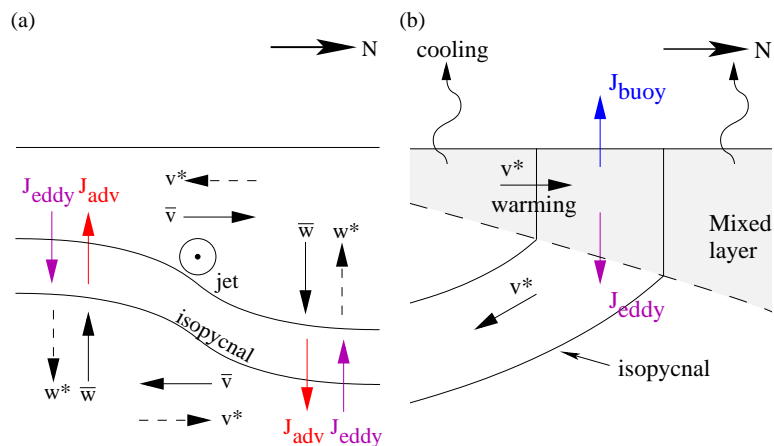 (a)
N
v*
J_eddy
J_adv
v̅
w̅
w*
jet
isopycnal
w*
w̅
v̅
v*
J_adv
J_eddy
(b)
N
cooling
J_buoy
v*
warming
Mixed
layer
v*
J_eddy
isopycnal